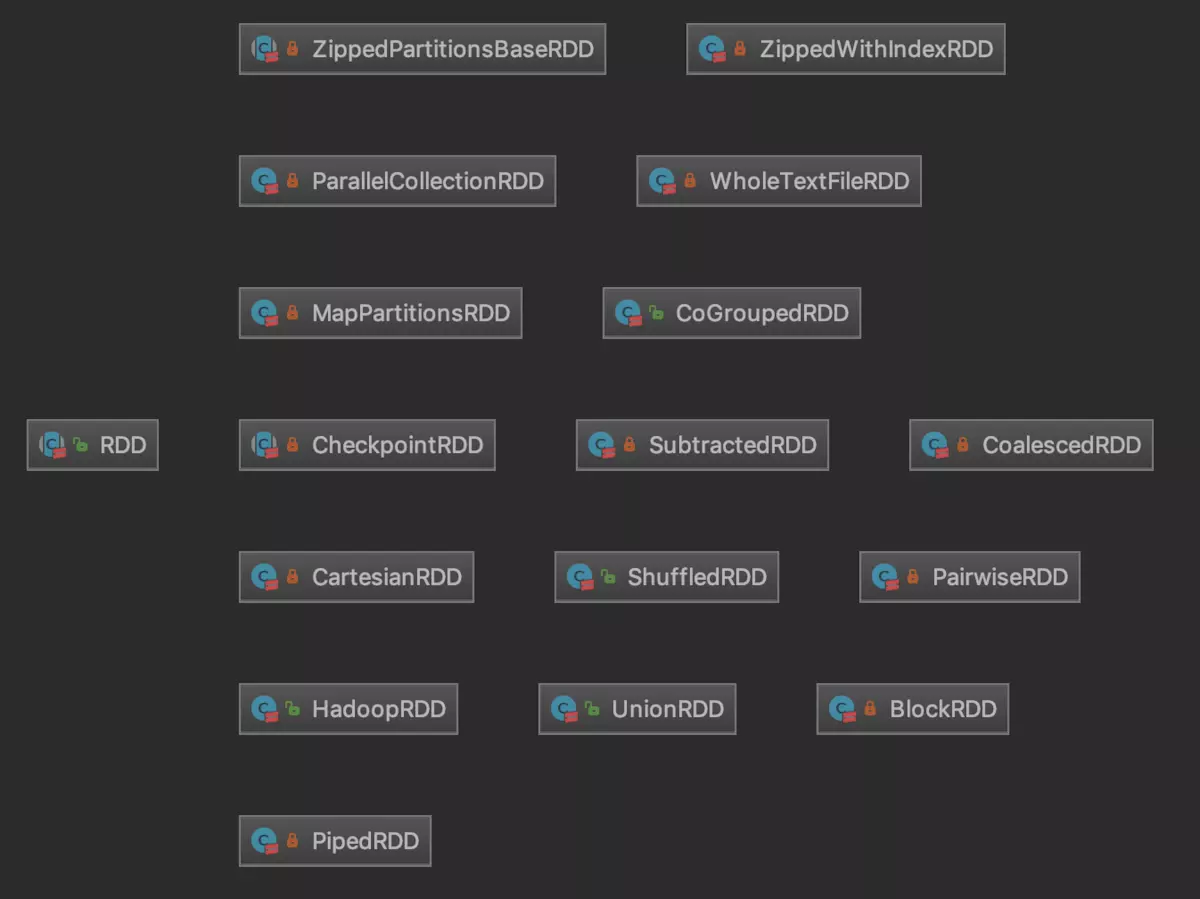 ZippedPartitionsBaseRDD ZippedWithIndexRDD
ParallelCollectionRDD WholeTextFileRDD
MapPartitionsRDD CoGroupedRDD
RDD CheckpointRDD SubtractedRDD CoalescedRDD
CartesianRDD ShuffledRDD PairwiseRDD
HadoopRDD UnionRDD BlockRDD
PipedRDD